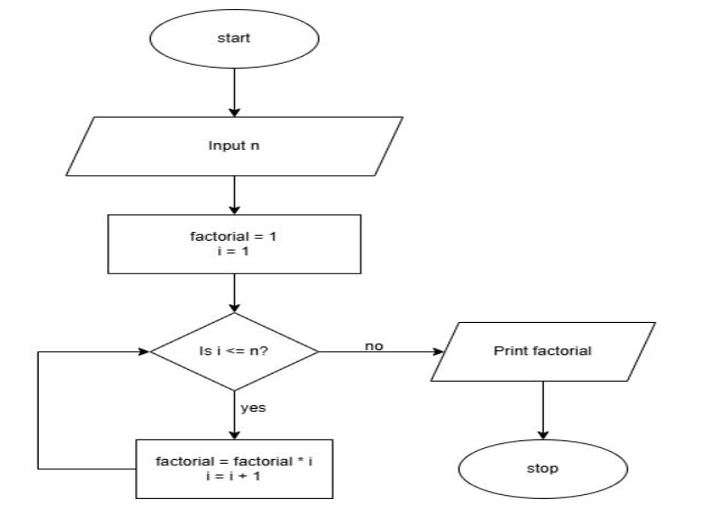 start
Input n
factorial = 1
i = 1
Is i <= n?
no
Print factorial
yes
factorial = factorial * i
i = i + 1
stop